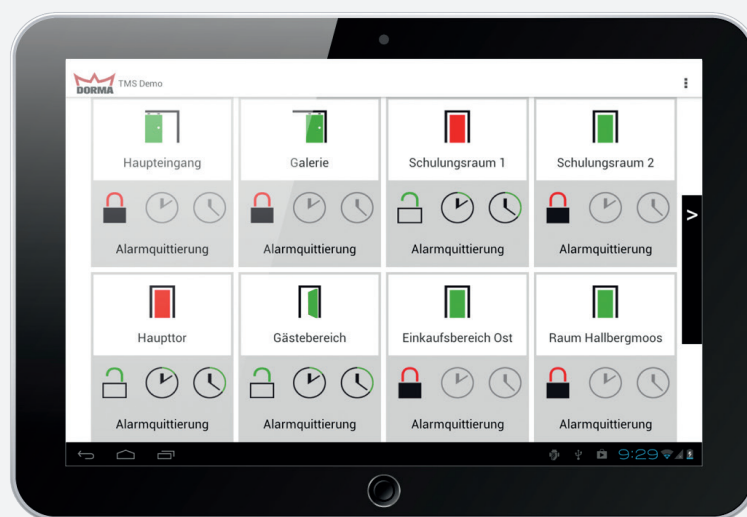 DORMA TMS Demo
Haupteingang
Galerie
Schulungsraum 1
Schulungsraum 2
Alarmquittierung
Alarmquittierung
Alarmquittierung
Alarmquittierung
>
Haupttor
Gästebereich
Einkaufsbereich Ost
Raum Hallbergmoos
Alarmquittierung
Alarmquittierung
Alarmquittierung
Alarmquittierung
9:29